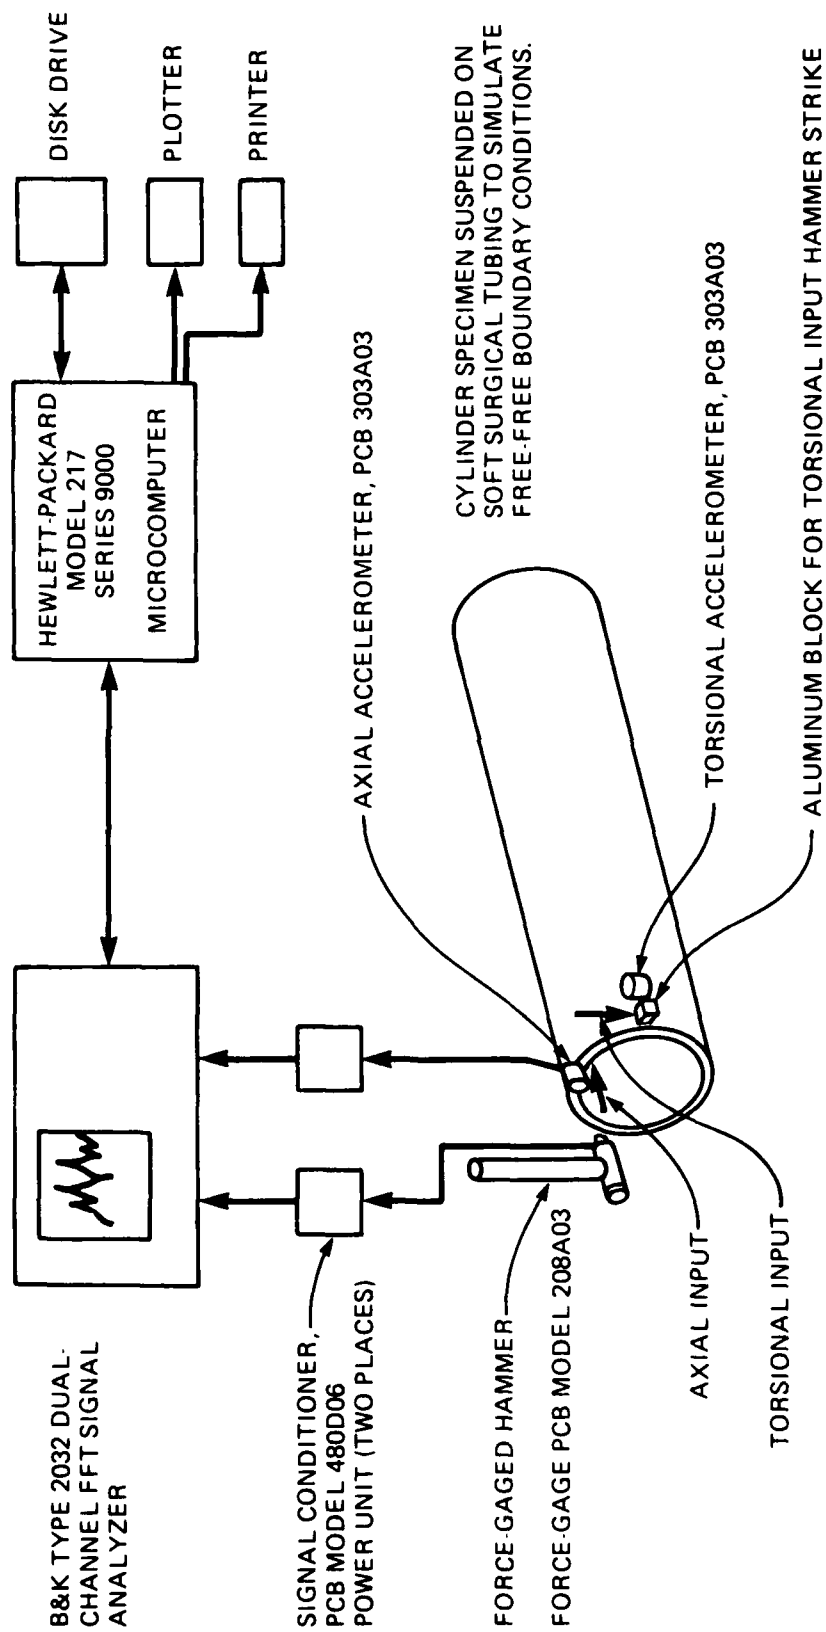 B&K TYPE 2032 DUAL-
CHANNEL FFT SIGNAL
ANALYZER
HEWLETT-PACKARD
MODEL 217
SERIES 9000
MICROCOMPUTER
DISK DRIVE
PLOTTER
PRINTER
SIGNAL CONDITIONER,
PCB MODEL 480D06
POWER UNIT (TWO PLACES)
AXIAL ACCELEROMETER, PCB 303A03
CYLINDER SPECIMEN SUSPENDED ON
SOFT SURGICAL TUBING TO SIMULATE
FREE-FREE BOUNDARY CONDITIONS.
FORCE-GAGED HAMMER
FORCE-GAGE PCB MODEL 208A03
AXIAL INPUT
TORSIONAL INPUT
TORSIONAL ACCELEROMETER, PCB 303A03
ALUMINUM BLOCK FOR TORSIONAL INPUT HAMMER STRIKE